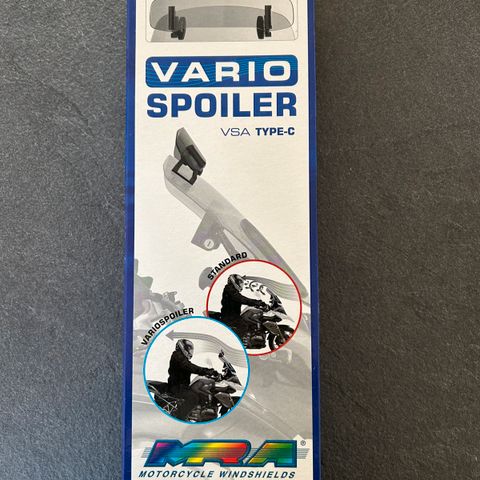 VARIO
SPOILER
VSA TYPE-C
STANDARD
VARIOSPOILER
MRA®
MOTORCYCLE WINDSHIELDS